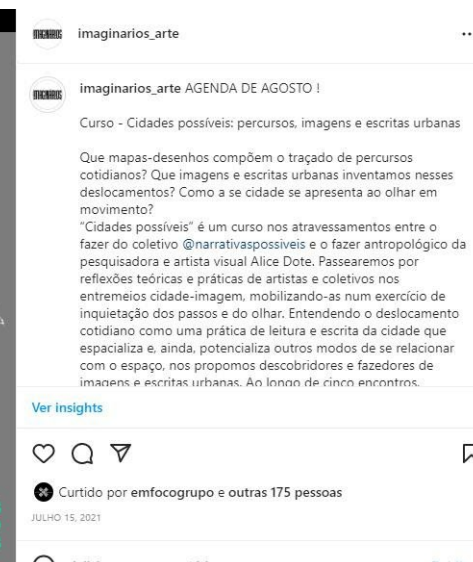 IMAGINARIOS
imaginarios_arte
IMAGINARIOS
imaginarios_arte AGENDA DE AGOSTO !
Curso - Cidades possíveis: percursos, imagens e escritas urbanas
Que mapas-desenhos compõem o traçado de percursos
cotidianos? Que imagens e escritas urbanas inventamos nesses
deslocamentos? Como a se cidade se apresenta ao olhar em
movimento?
"Cidades possíveis" é um curso nos atravessamentos entre o
fazer do coletivo @narrativaspossiveis e o fazer antropológico da
pesquisadora e artista visual Alice Dote. Passearemos por
reflexões teóricas e práticas de artistas e coletivos nos
entremeios cidade-imagem, mobilizando-as num exercício de
inquietação dos passos e do olhar. Entendendo o deslocamento
cotidiano como uma prática de leitura e escrita da cidade que
espacializa e, ainda, potencializa outros modos de se relacionar
com o espaço, nos propomos descobridores e fazedores de
imagens e escritas urbanas. Ao longo de cinco encontros,
Ver insights
Curtido por emfocogrupo e outras 175 pessoas
JULHO 15, 2021